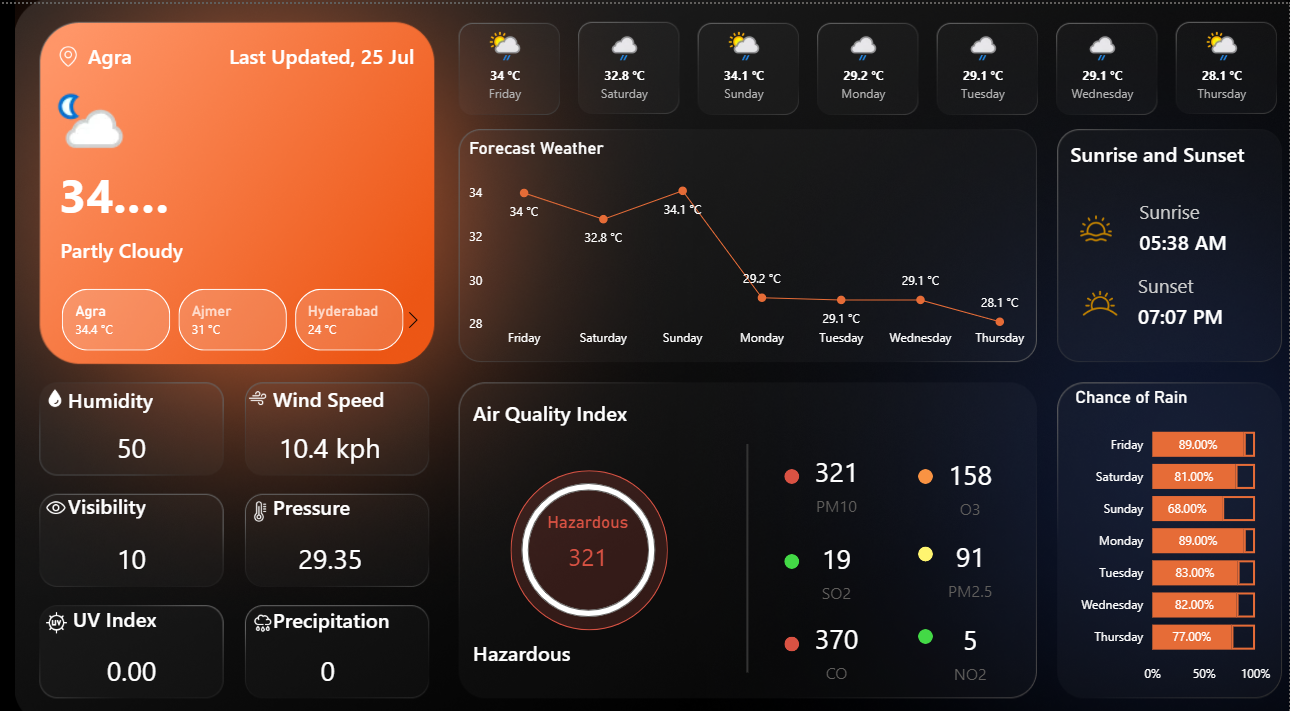 Agra
Last Updated, 25 Jul
34....
Partly Cloudy
Agra
34.4 °C
Ajmer
31 °C
Hyderabad
24 °C
34 °C
Friday
32.8 °C
Saturday
34.1 °C
Sunday
29.2 °C
Monday
29.1 °C
Tuesday
29.1 °C
Wednesday
28.1 °C
Thursday
Forecast Weather
34
32
30
28
34 °C
32.8 °C
34.1 °C
29.2 °C
29.1 °C
29.1 °C
28.1 °C
Friday
Saturday
Sunday
Monday
Tuesday
Wednesday
Thursday
Sunrise and Sunset
Sunrise
05:38 AM
Sunset
07:07 PM
Humidity
50
Wind Speed
10.4 kph
Visibility
10
Pressure
29.35
UV
UV Index
0.00
Precipitation
0
Air Quality Index
Hazardous
321
Hazardous
321
PM10
158
O3
19
SO2
91
PM2.5
370
CO
5
NO2
Chance of Rain
Friday 89.00%
Saturday 81.00%
Sunday 68.00%
Monday 89.00%
Tuesday 83.00%
Wednesday 82.00%
Thursday 77.00%
0% 50% 100%